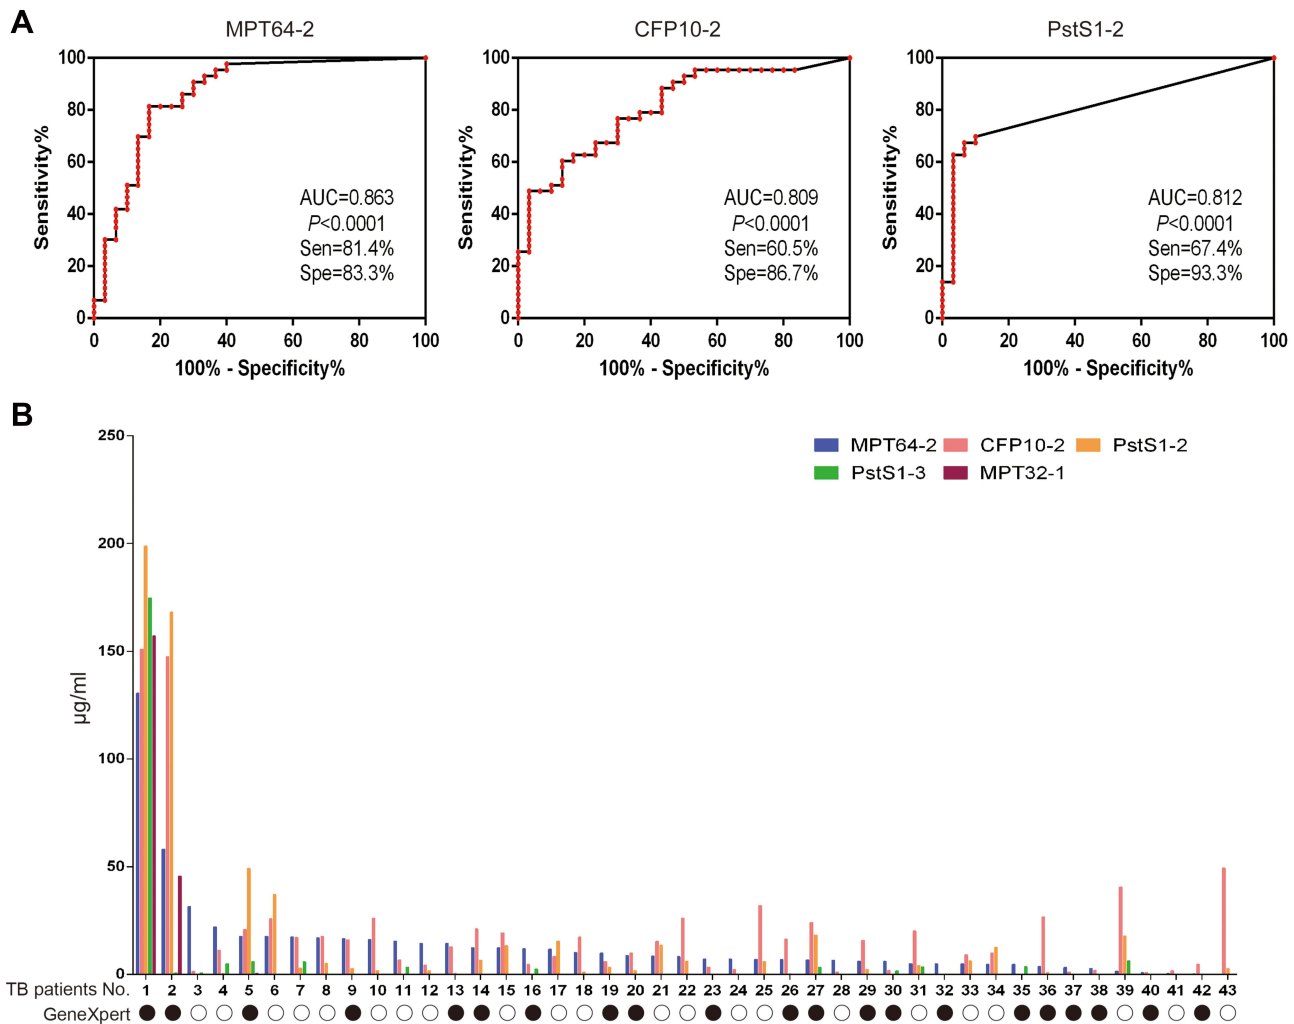 A
MPT64-2 CFP10-2 PstS1-2
100 80 60 40 20 0
Sensitivity%
AUC=0.863
P<0.0001
Sen=81.4%
Spe=83.3%
0 20 40 60 80 100
100% - Specificity%
100 80 60 40 20 0
Sensitivity%
AUC=0.809
P<0.0001
Sen=60.5%
Spe=86.7%
0 20 40 60 80 100
100% - Specificity%
100 80 60 40 20 0
Sensitivity%
AUC=0.812
P<0.0001
Sen=67.4%
Spe=93.3%
0 20 40 60 80 100
100% - Specificity%
B
250
200
150
100
50
0
µg/ml
MPT64-2 CFP10-2 PstS1-2
PstS1-3 MPT32-1
TB patients No. 1 2 3 4 5 6 7 8 9 10 11 12 13 14 15 16 17 18 19 20 21 22 23 24 25 26 27 28 29 30 31 32 33 34 35 36 37 38 39 40 41 42 43
GeneXpert